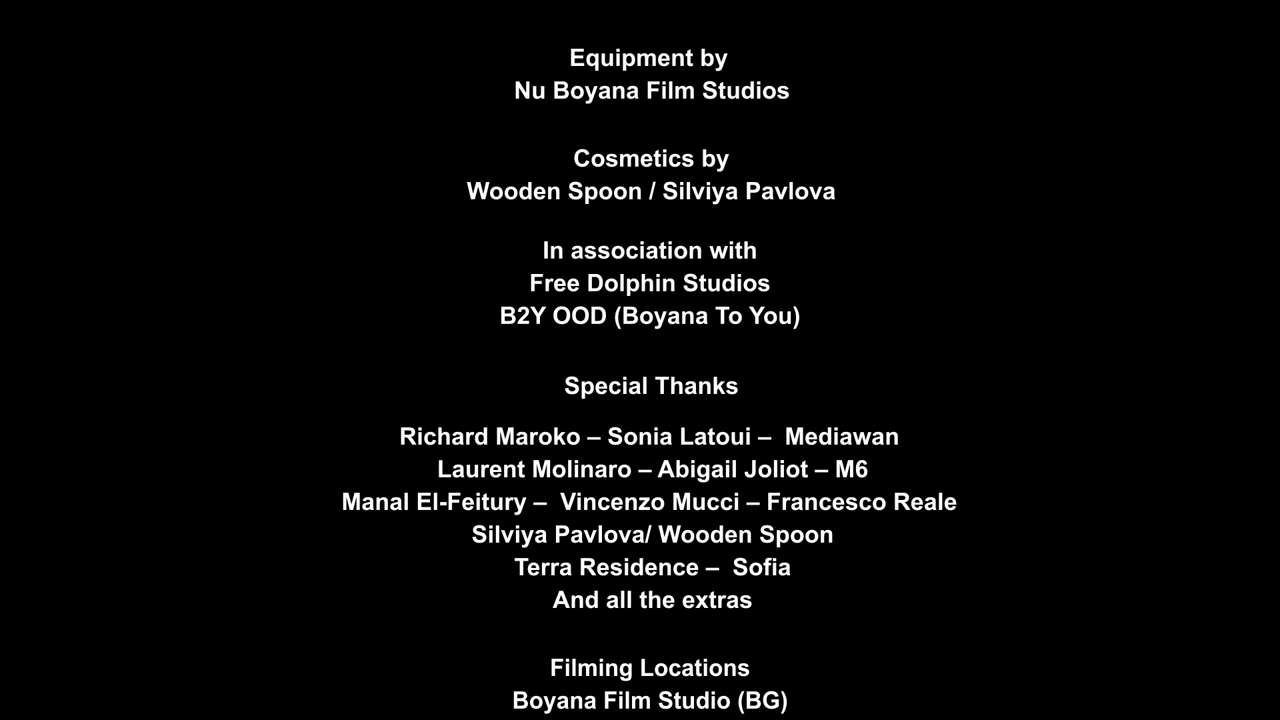 Equipment by
Nu Boyana Film Studios
Cosmetics by
Wooden Spoon / Silviya Pavlova
In association with
Free Dolphin Studios
B2Y OOD (Boyana To You)
Special Thanks
Richard Maroko – Sonia Latoui –  Mediawan
Laurent Molinaro – Abigail Joliot – M6
Manal El-Feitury –  Vincenzo Mucci – Francesco Reale
Silviya Pavlova/ Wooden Spoon
Terra Residence –  Sofia
And all the extras
Filming Locations
Boyana Film Studio (BG)